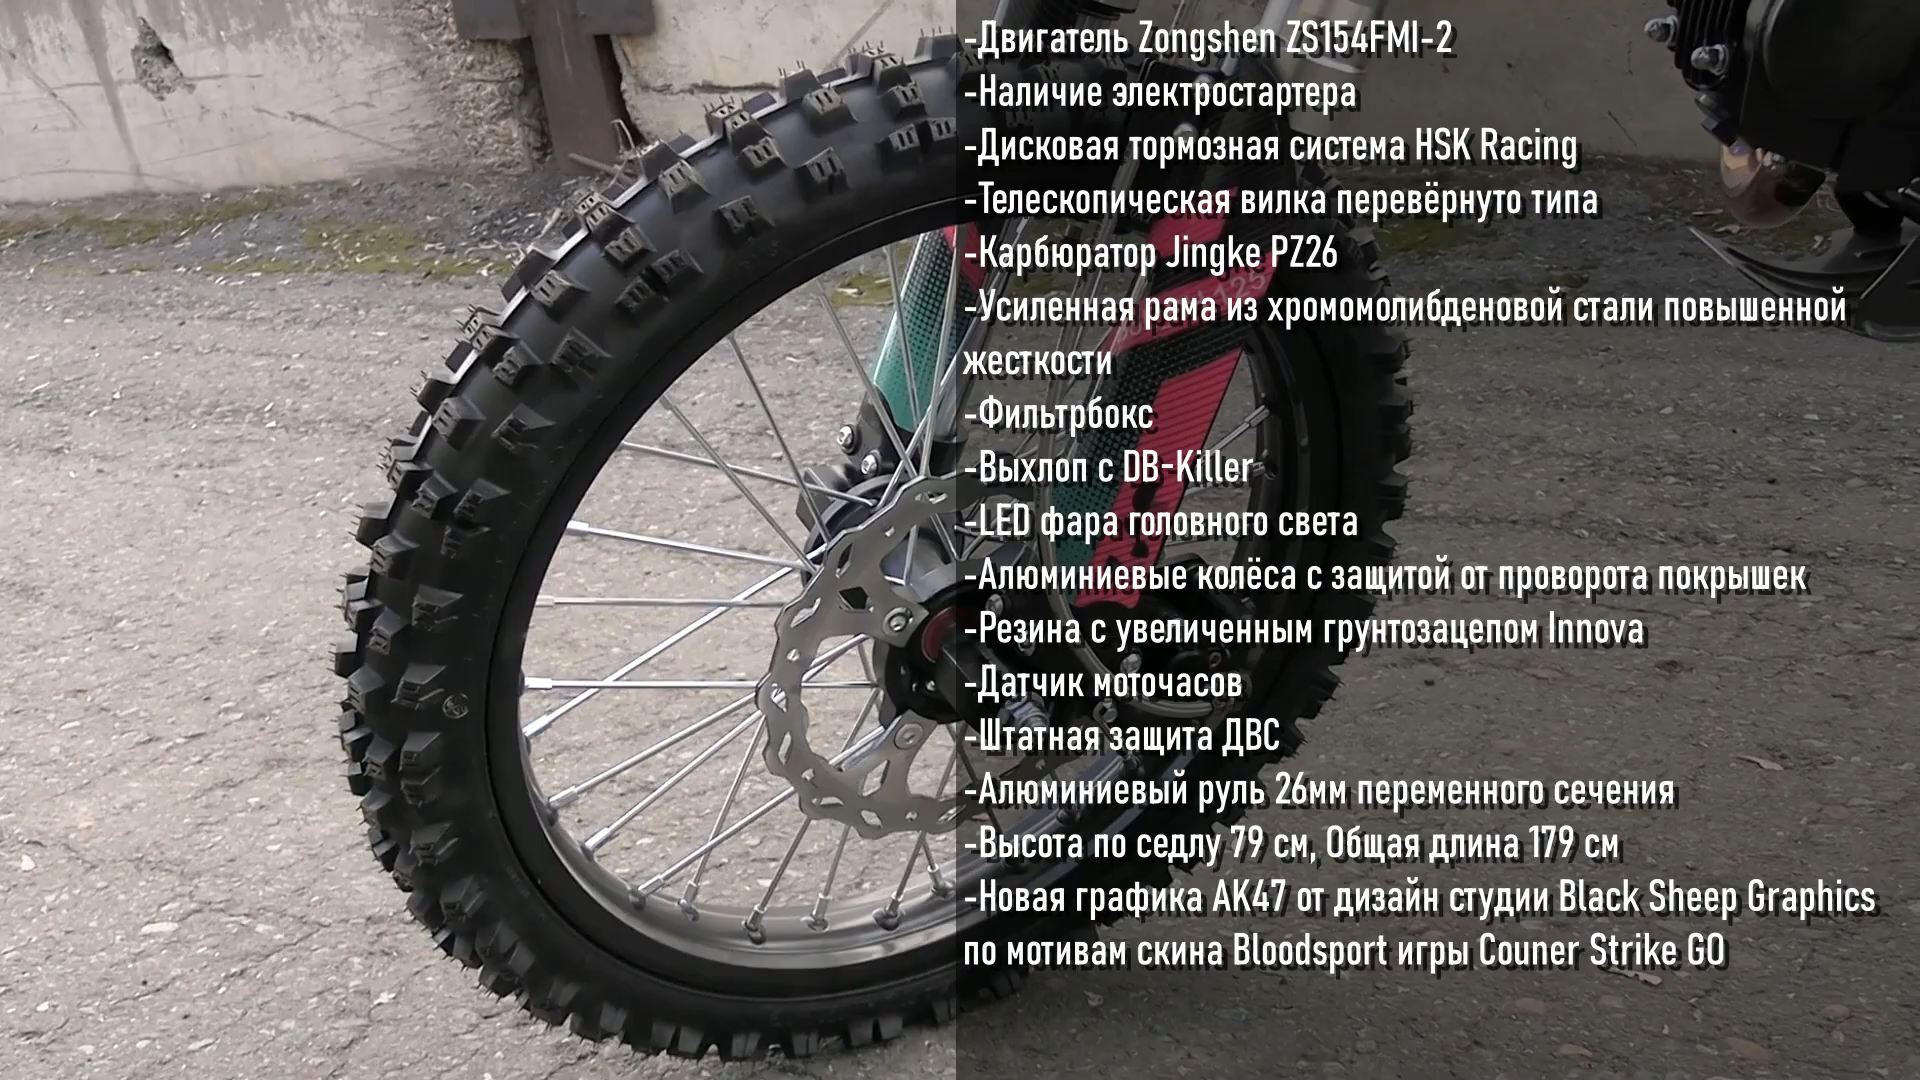 -Двигатель Zongshen ZS154FMI-2
-Наличие электростартера
-Дисковая тормозная система HSK Racing
-Телескопическая вилка перевёрнуто типа
-Карбюратор Jingke PZ26
-Усиленная рама из хромомолибденовой стали повышенной
жесткости
-Фильтрбокс
-Выхлоп с DB-Killer
-LED фара головного света
-Алюминиевые колёса с защитой от проворота покрышек
-Резина с увеличенным грунтозацепом Innova
-Датчик моточасов
-Штатная защита ДВС
-Алюминиевый руль 26мм переменного сечения
-Высота по седлу 79 см, Общая длина 179 см
-Новая графика AK47 от дизайн студии Black Sheep Graphics
по мотивам скина Bloodsport игры Couner Strike GO